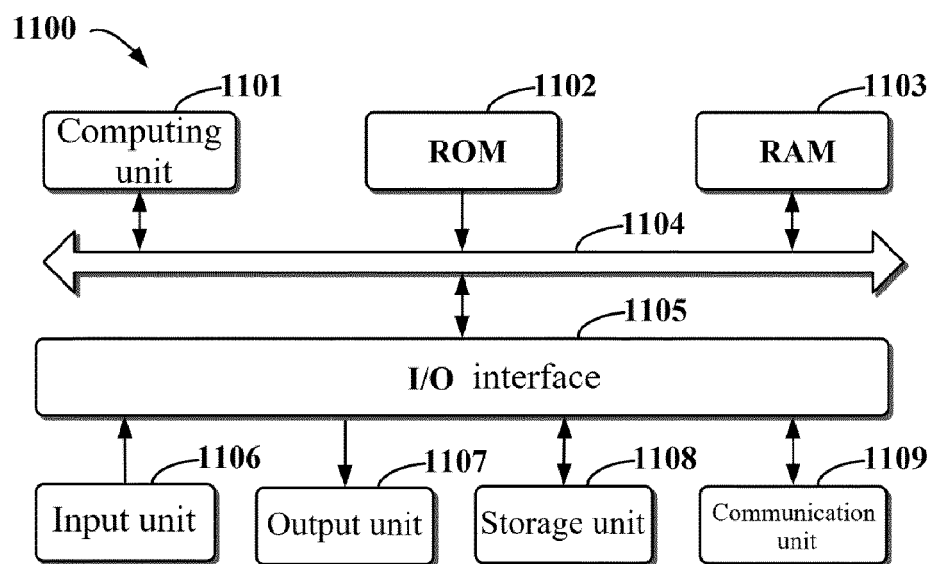 1100
1101
1102
1103
Computing
unit
ROM
RAM
1104
1105
I/O interface
1106
1107
1108
1109
Input unit
Output unit
Storage unit
Communication
unit